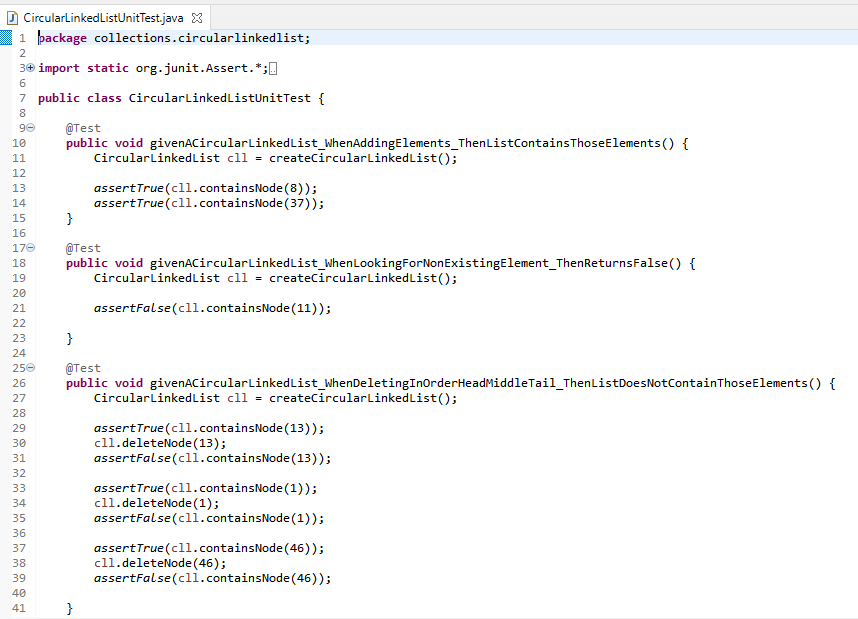 CircularLinkedListUnitTest.java
1 package collections.circularlinkedlist;
2
3 import static org.junit.Assert.*;
6
7 public class CircularLinkedListUnitTest {
8
9 @Test
10 public void givenACircularLinkedList_WhenAddingElements_ThenListContainsThoseElements() {
11 CircularLinkedList cll = createCircularLinkedList();
12
13 assertTrue(cll.containsNode(8));
14 assertTrue(cll.containsNode(37));
15 }
16
17 @Test
18 public void givenACircularLinkedList_WhenLookingForNonExistingElement_ThenReturnsFalse() {
19 CircularLinkedList cll = createCircularLinkedList();
20
21 assertFalse(cll.containsNode(11));
22
23 }
24
25 @Test
26 public void givenACircularLinkedList_WhenDeletingInOrderHeadMiddleTail_ThenListDoesNotContainThoseElements() {
27 CircularLinkedList cll = createCircularLinkedList();
28
29 assertTrue(cll.containsNode(13));
30 cll.deleteNode(13);
31 assertFalse(cll.containsNode(13));
32
33 assertTrue(cll.containsNode(1));
34 cll.deleteNode(1);
35 assertFalse(cll.containsNode(1));
36
37 assertTrue(cll.containsNode(46));
38 cll.deleteNode(46);
39 assertFalse(cll.containsNode(46));
40
41 }